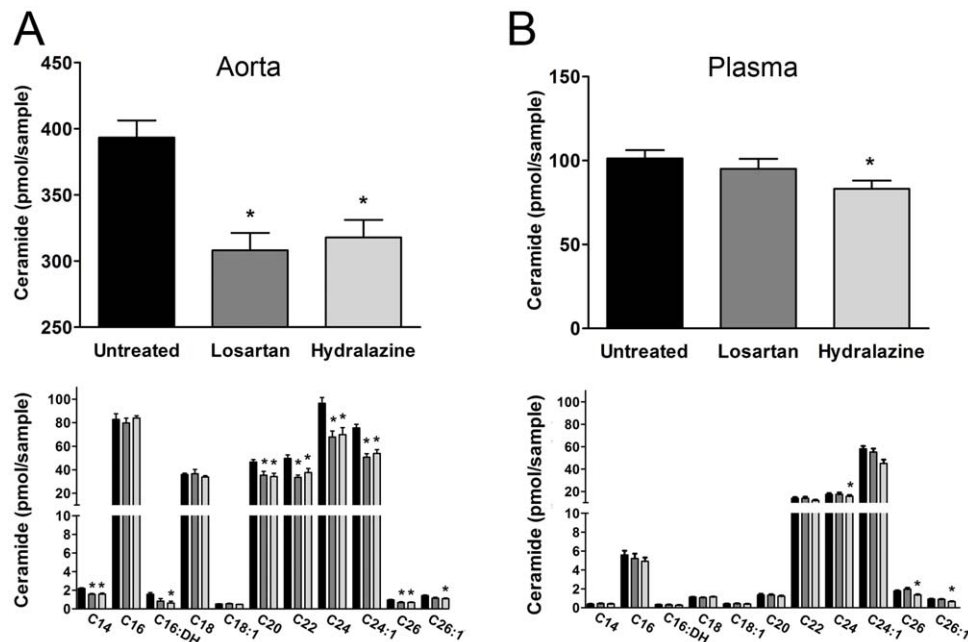 A
B
Aorta
Plasma
Ceramide (pmol/sample)
450
400
350
300
250
*
*
Untreated Losartan Hydralazine
Ceramide (pmol/sample)
150
100
50
0
*
Untreated Losartan Hydralazine
Ceramide (pmol/sample)
100
80
60
40
20
10
8
6
4
2
0
** * ** ** ** ** ** *
C14 C16 C16:DH C18 C18:1 C20 C22 C24 C24:1 C26 C26:1
Ceramide (pmol/sample)
100
80
60
40
20
10
8
6
4
2
0
* * *
C14 C16 C16:DH C18 C18:1 C20 C22 C24 C24:1 C26 C26:1